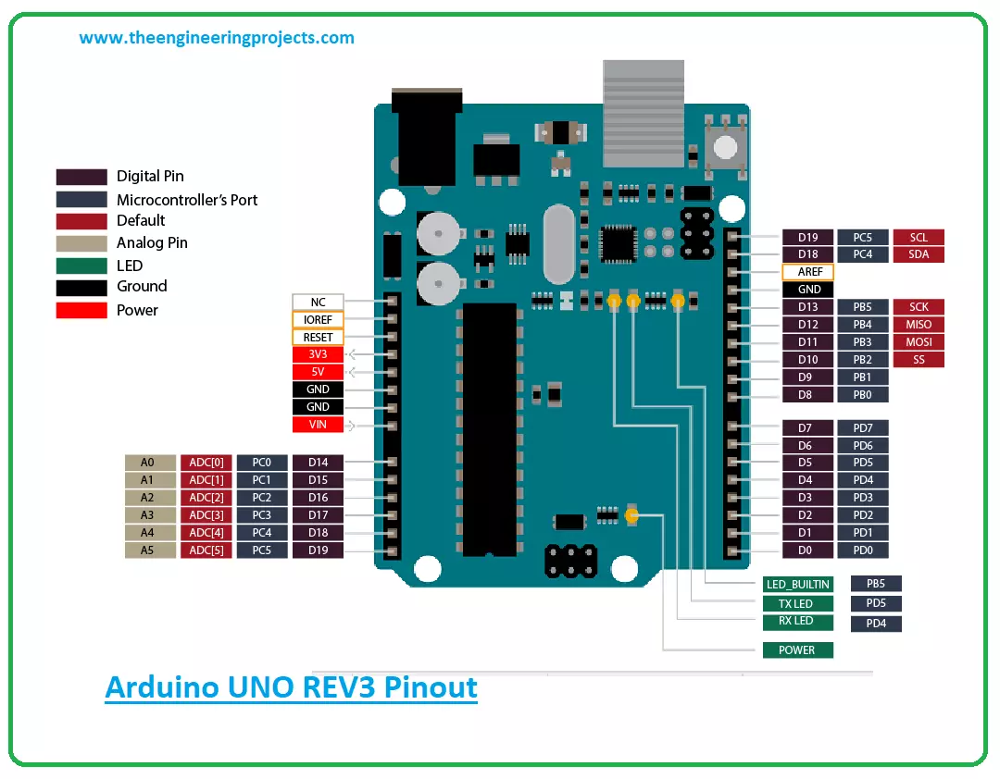 www.theengineeringprojects.com
Digital Pin
Microcontroller's Port
Default
Analog Pin
LED
Ground
Power
NC
IOREF
RESET
3V3
5V
GND
GND
VIN
A0 ADC[0] PC0 D14
A1 ADC[1] PC1 D15
A2 ADC[2] PC2 D16
A3 ADC[3] PC3 D17
A4 ADC[4] PC4 D18
A5 ADC[5] PC5 D19
D19 PC5 SCL
D18 PC4 SDA
AREF
GND
D13 PB5 SCK
D12 PB4 MISO
D11 PB3 MOSI
D10 PB2 SS
D9 PB1
D8 PB0
D7 PD7
D6 PD6
D5 PD5
D4 PD4
D3 PD3
D2 PD2
D1 PD1
D0 PD0
LED_BUILTIN PB5
TX LED PD5
RX LED PD4
POWER
Arduino UNO REV3 Pinout